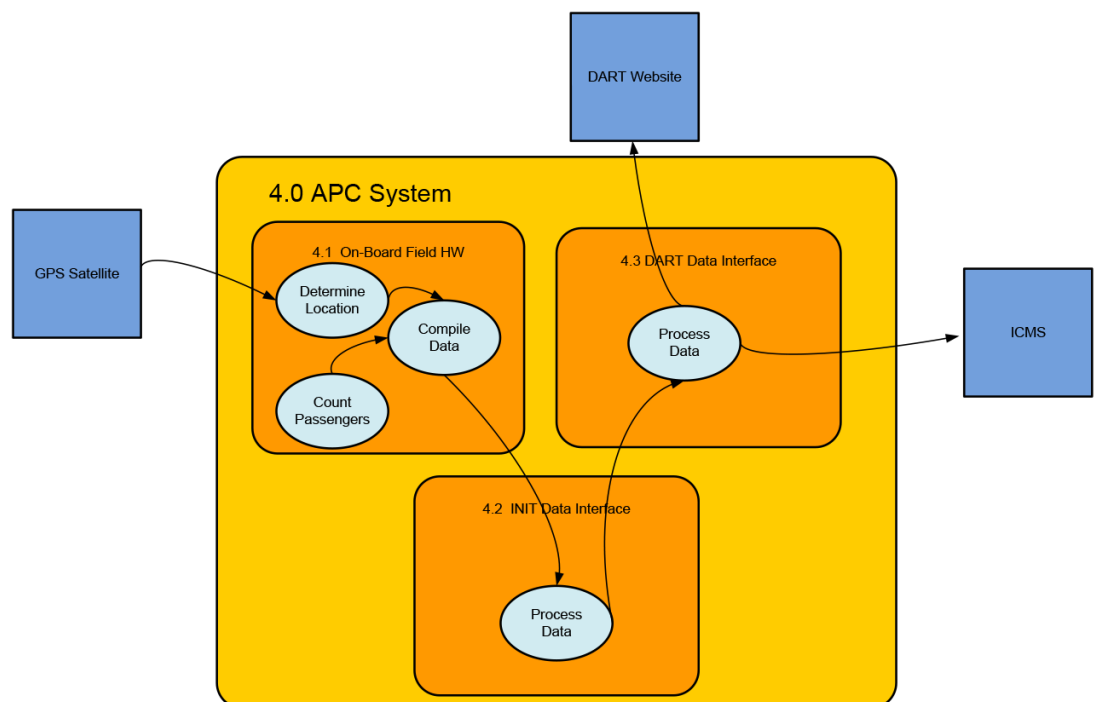 DART Website
4.0 APC System
GPS Satellite
4.1 On-Board Field HW
Determine
Location
Compile
Data
Count
Passengers
4.3 DART Data Interface
Process
Data
ICMS
4.2 INIT Data Interface
Process
Data